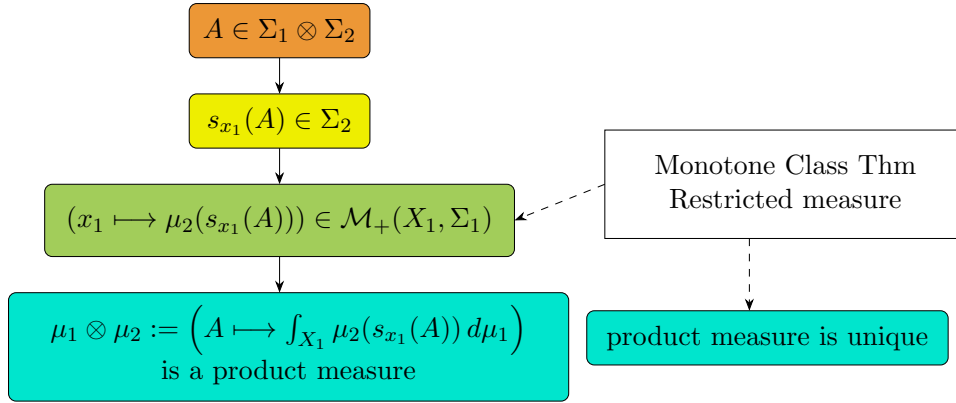 A ∈ Σ₁ ⊗ Σ₂
s_{x₁}(A) ∈ Σ₂
(x₁ ⟼ μ₂(s_{x₁}(A))) ∈ ℳ₊(X₁, Σ₁)
Monotone Class Thm
Restricted measure
μ₁ ⊗ μ₂ := (A ⟼ ∫_{X₁} μ₂(s_{x₁}(A)) dμ₁)
is a product measure
product measure is unique